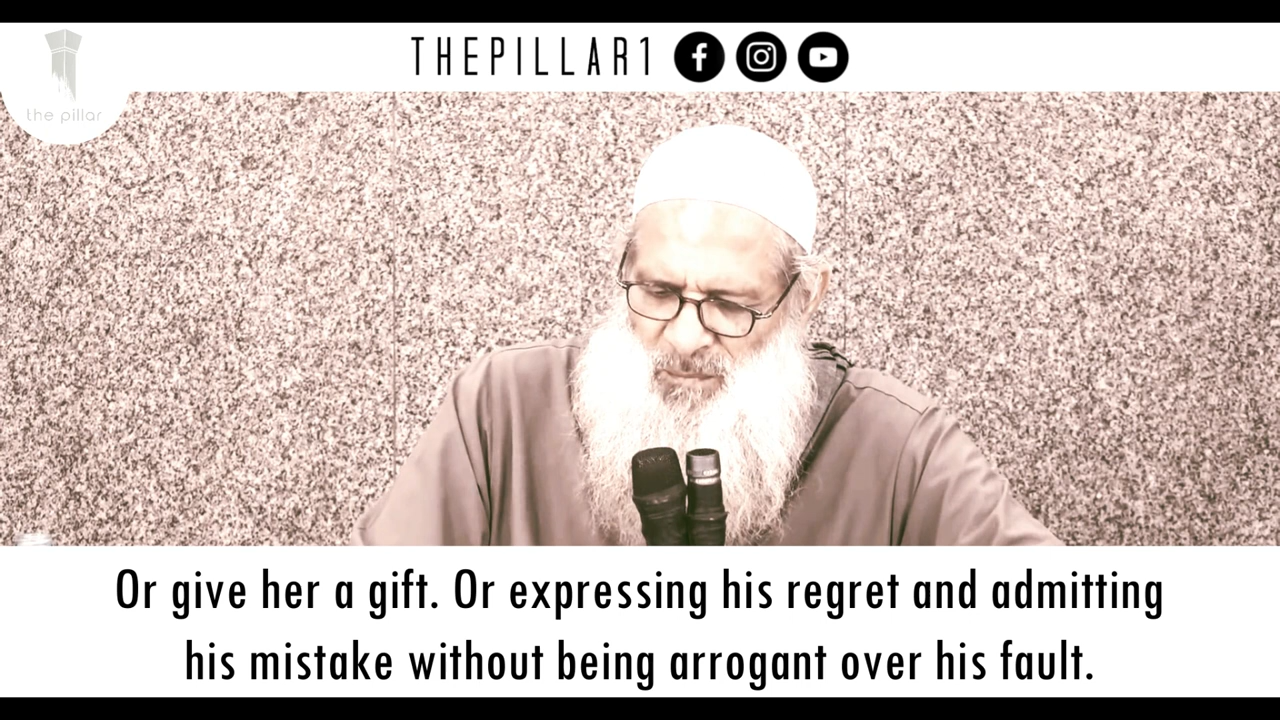 THEPILLAR1
the pillar
Or give her a gift. Or expressing his regret and admitting
his mistake without being arrogant over his fault.